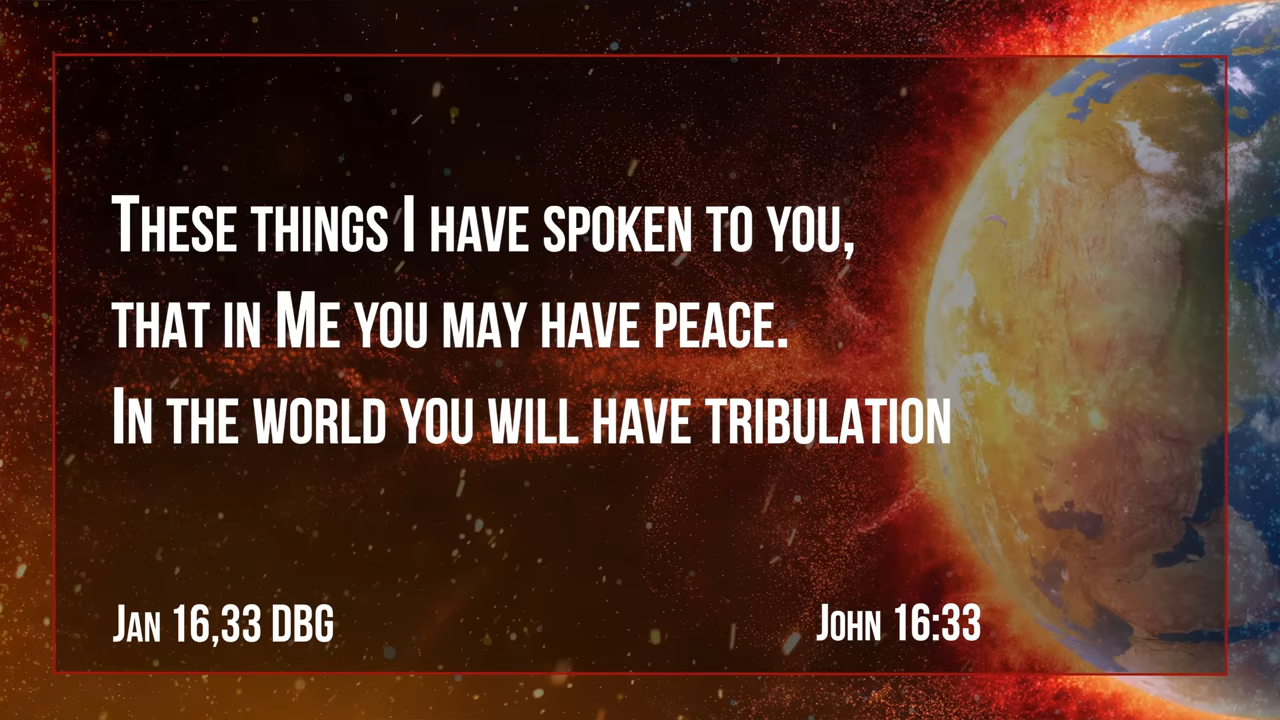 These things I have spoken to you,
that in Me you may have peace.
In the world you will have tribulation
Jan 16,33 DBG
John 16:33